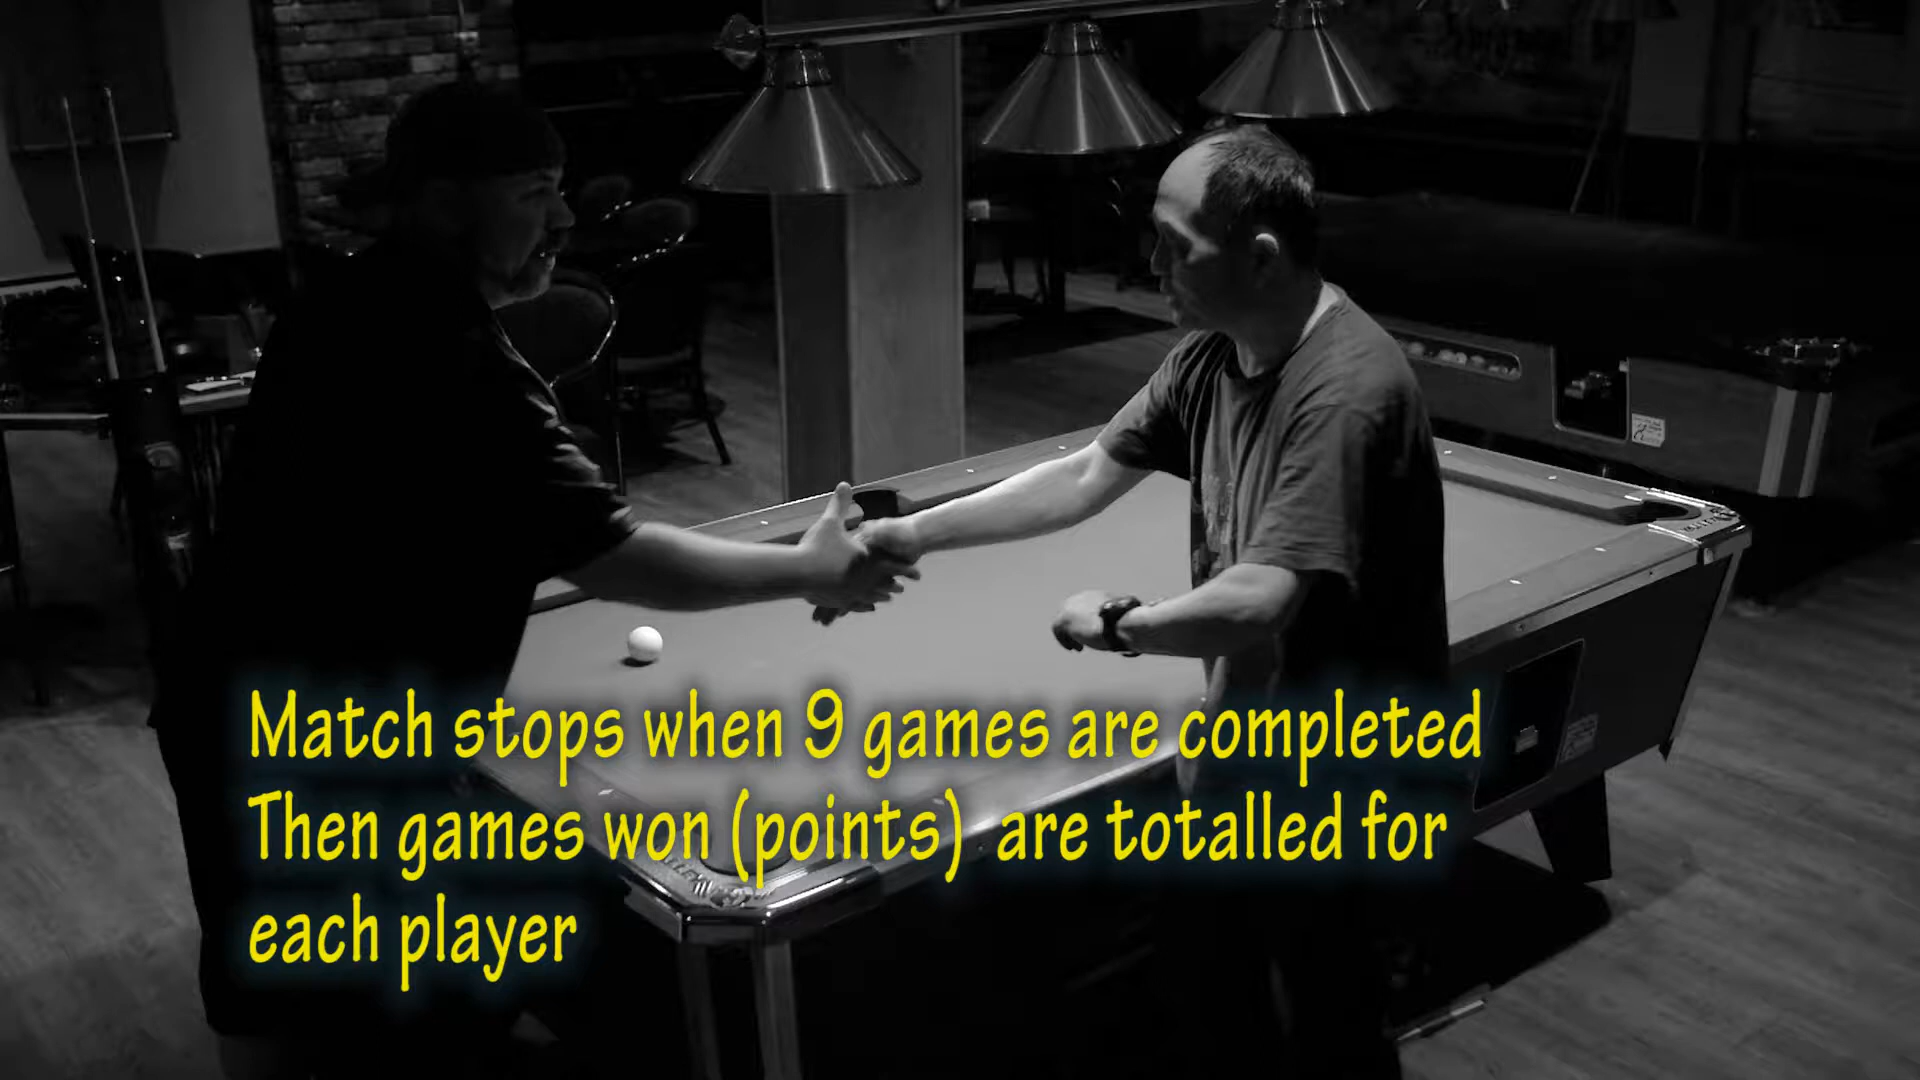 Match stops when 9 games are completed
Then games won (points) are totalled for
each player